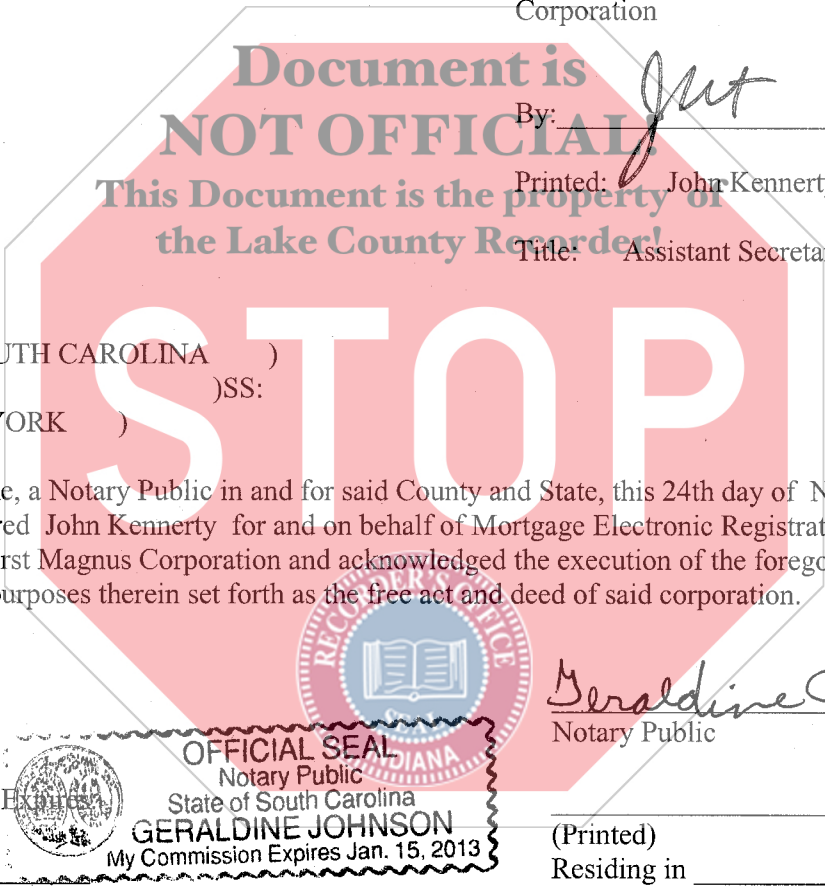 Corporation
Document is
NOT OFFICIAL!
This Document is the property of
the Lake County Recorder!
By:
Printed: John Kennert
Title: Assistant Secreta
STOP
UTH CAROLINA )
)SS:
YORK )
e, a Notary Public in and for said County and State, this 24th day of N
red John Kennerty for and on behalf of Mortgage Electronic Registrat
rst Magnus Corporation and acknowledged the execution of the forego
urposes therein set forth as the free act and deed of said corporation.
RECORDER'S OFFICE
SEAL
INDIANA
Geraldine
Notary Public
OFFICIAL SEAL
Notary Public
State of South Carolina
GERALDINE JOHNSON
My Commission Expires Jan. 15, 2013
Expires
(Printed)
Residing in